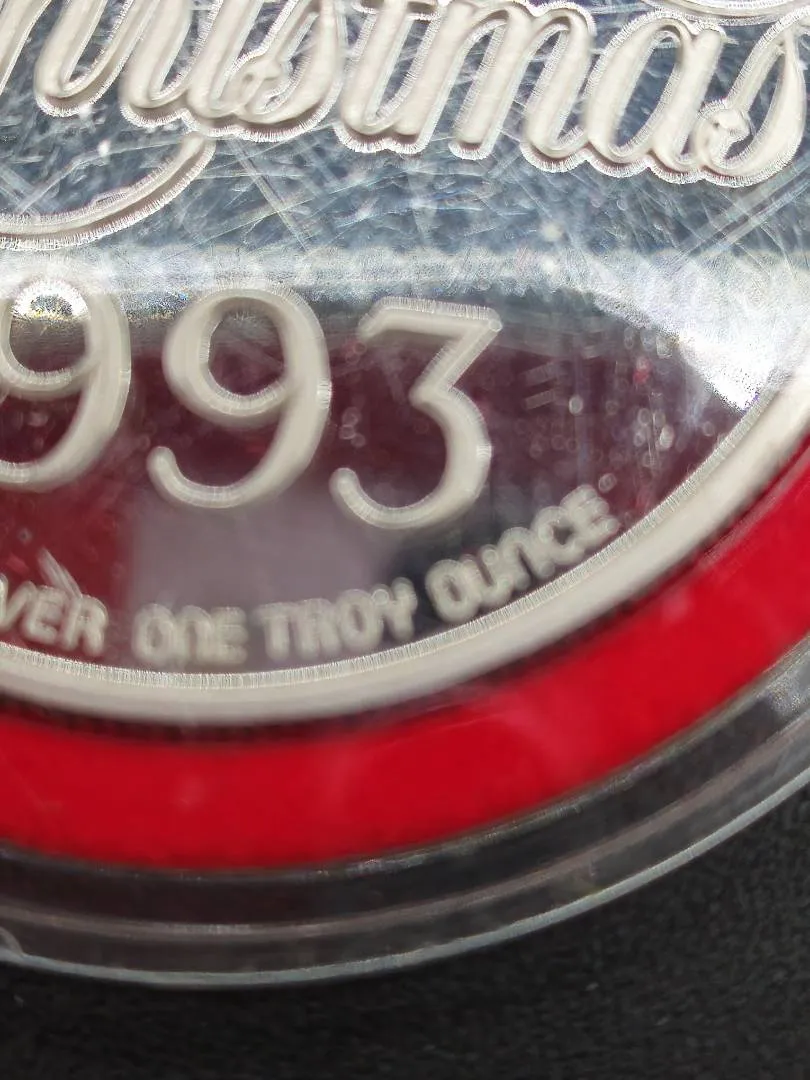 hristmas
993
VER ONE TROY OUNCE